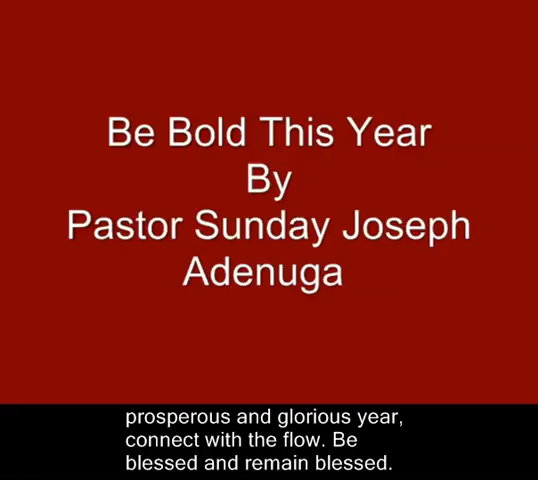 Be Bold This Year
By
Pastor Sunday Joseph
Adenuga
prosperous and glorious year,
connect with the flow. Be
blessed and remain blessed.